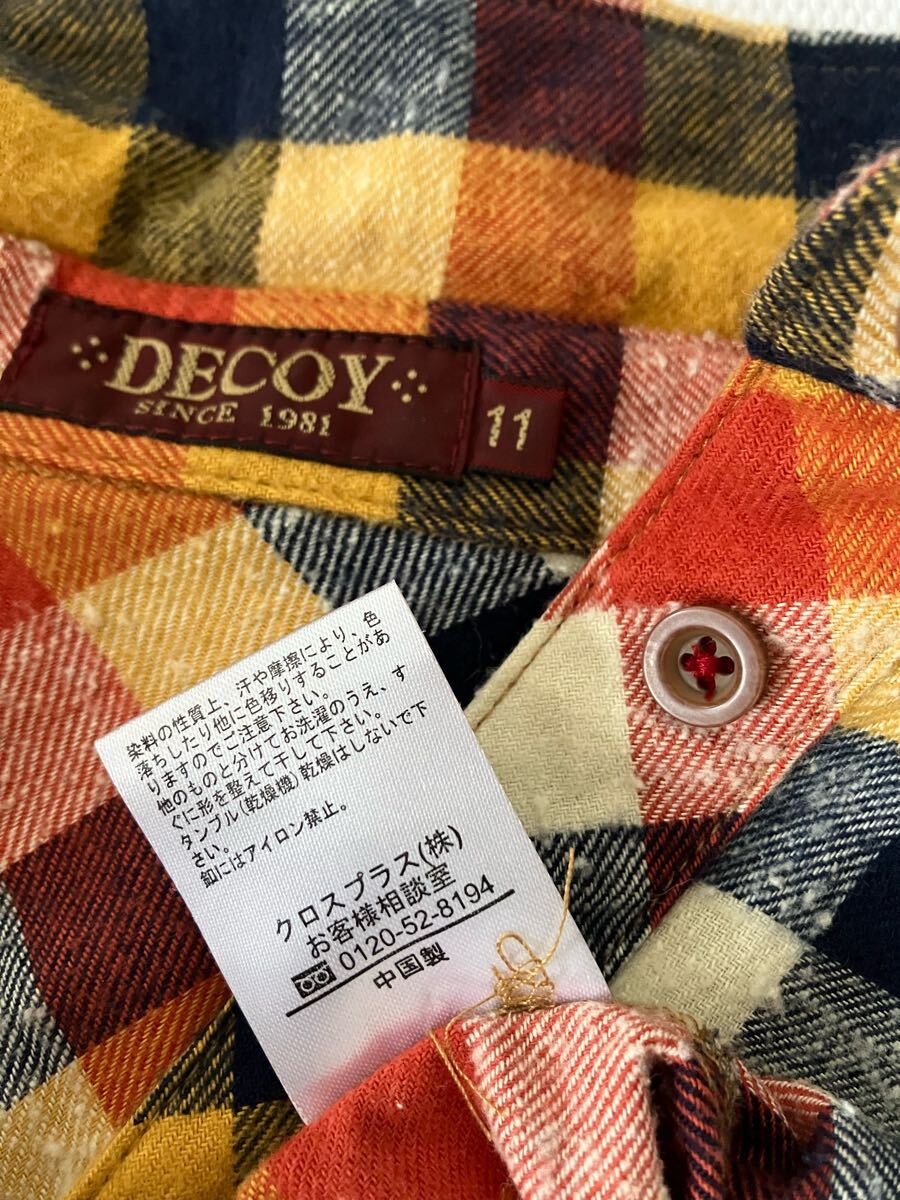 DECOY
SINCE 1981
11
染料の性質上、汗や摩擦により、色
落ちしたり他に色移りすることがあ
りますのでご注意下さい。
他のものと分けてお洗濯のうえ、す
ぐに形を整えて干して下さい。
タンブル(乾燥機)乾燥はしないで下
さい。
釦にはアイロン禁止。
クロスプラス(株)
お客様相談室
0120-52-8194
中国製